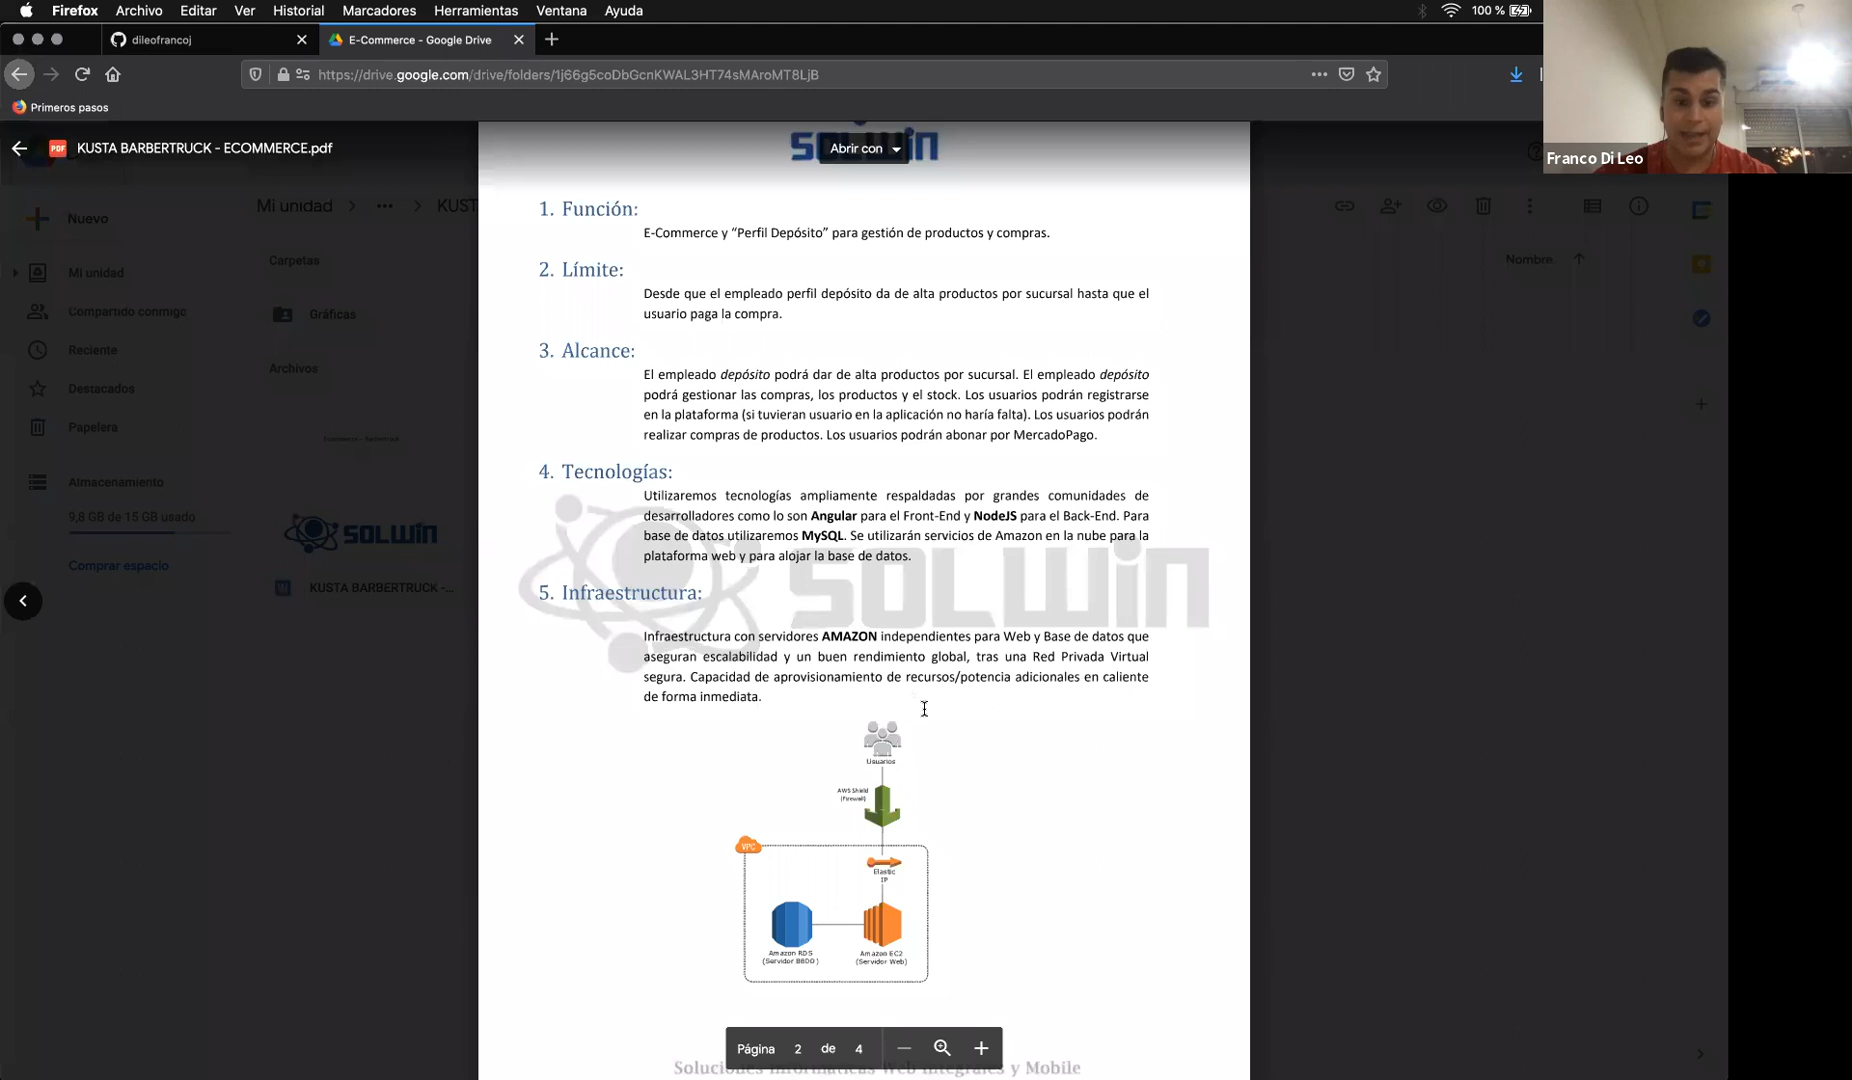 Firefox Archivo Editar Ver Historial Marcadores Herramientas Ventana Ayuda 100 %
dileofrancoj E-Commerce - Google Drive
https://drive.google.com/drive/folders/1j66g5coDbGcnKWAL3HT74sMAroMT8LjB
Primeros pasos
Franco Di Leo
PDF KUSTA BARBERTRUCK - ECOMMERCE.pdf
SOLWIN
Abrir con
Nuevo
Mi unidad
KUST
Mi unidad
Compartido conmigo
Reciente
Destacados
Papelera
Almacenamiento
9,8 GB de 15 GB usado
Comprar espacio
Carpetas
Gráficas
Archivos
SOLWIN
KUSTA BARBERTRUCK -...
Nombre
1. Función:
E-Commerce y “Perfil Depósito” para gestión de productos y compras.
2. Límite:
Desde que el empleado perfil depósito da de alta productos por sucursal hasta que el
usuario paga la compra.
3. Alcance:
El empleado depósito podrá dar de alta productos por sucursal. El empleado depósito
podrá gestionar las compras, los productos y el stock. Los usuarios podrán registrarse
en la plataforma (si tuvieran usuario en la aplicación no haría falta). Los usuarios podrán
realizar compras de productos. Los usuarios podrán abonar por MercadoPago.
4. Tecnologías:
Utilizaremos tecnologías ampliamente respaldadas por grandes comunidades de
desarrolladores como lo son Angular para el Front-End y NodeJS para el Back-End. Para
base de datos utilizaremos MySQL. Se utilizarán servicios de Amazon en la nube para la
plataforma web y para alojar la base de datos.
SOLWIN
5. Infraestructura:
Infraestructura con servidores AMAZON independientes para Web y Base de datos que
aseguran escalabilidad y un buen rendimiento global, tras una Red Privada Virtual
segura. Capacidad de aprovisionamiento de recursos/potencia adicionales en caliente
de forma inmediata.
Usuarios
AWS Shield
(Firewall)
VPC
Elastic
IP
Amazon RDS
(Servidor BBDD)
Amazon EC2
(Servidor Web)
Página 2 de 4
Soluciones Informáticas Web Integrales y Mobile